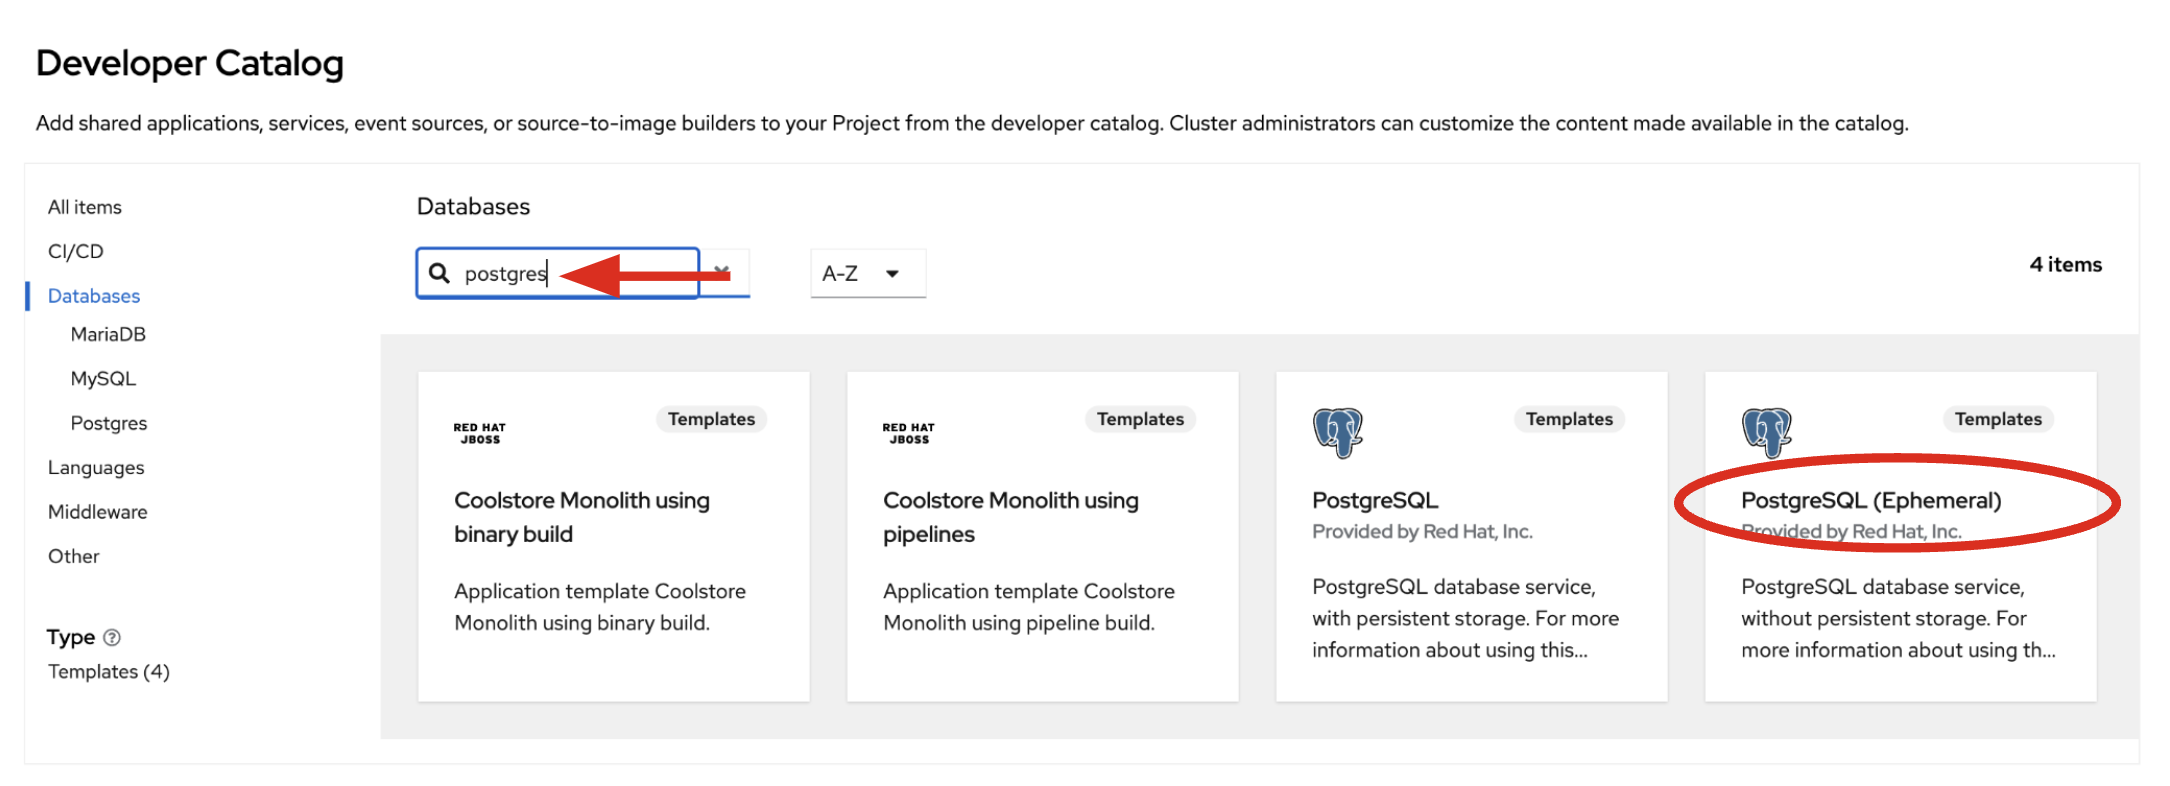 Developer Catalog
Add shared applications, services, event sources, or source-to-image builders to your Project from the developer catalog. Cluster administrators can customize the content made available in the catalog.
All items
CI/CD
Databases
MariaDB
MySQL
Postgres
Languages
Middleware
Other
Type
Templates (4)
Databases
postgres
A-Z
4 items
RED HAT
JBOSS
Templates
Coolstore Monolith using
binary build
Application template Coolstore
Monolith using binary build.
RED HAT
JBOSS
Templates
Coolstore Monolith using
pipelines
Application template Coolstore
Monolith using pipeline build.
Templates
PostgreSQL
Provided by Red Hat, Inc.
PostgreSQL database service,
with persistent storage. For more
information about using this...
Templates
PostgreSQL (Ephemeral)
Provided by Red Hat, Inc.
PostgreSQL database service,
without persistent storage. For
more information about using th...